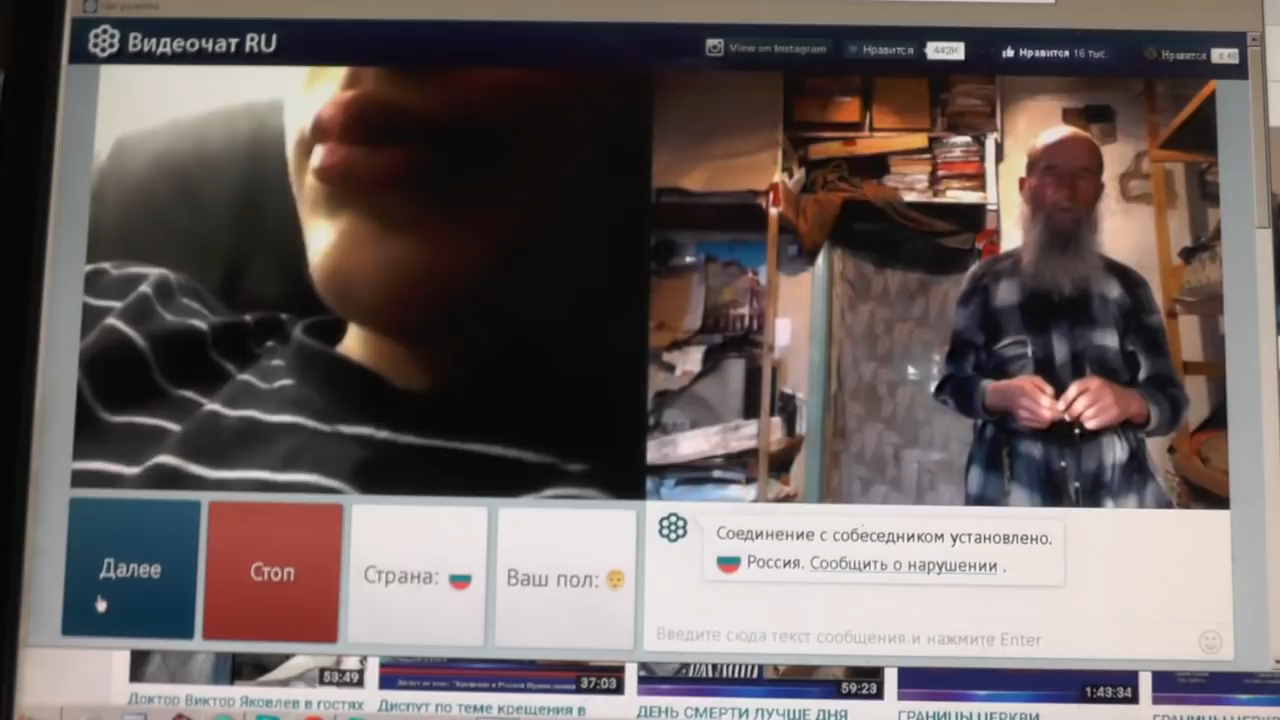 Видеочат RU
View on Instagram
Нравится 442K
Нравится 16 тыс.
Нравится
Далее
Стоп
Страна:
Ваш пол:
Соединение с собеседником установлено.
Россия. Сообщить о нарушении .
Введите сюда текст сообщения и нажмите Enter
53:49
37:03
59:23
1:43:34
Доктор Виктор Яковлев в гостях
Диспут по теме крещения в
ДЕНЬ СМЕРТИ ЛУЧШЕ ДНЯ
ГРАНИЦЫ ЦЕРКВИ